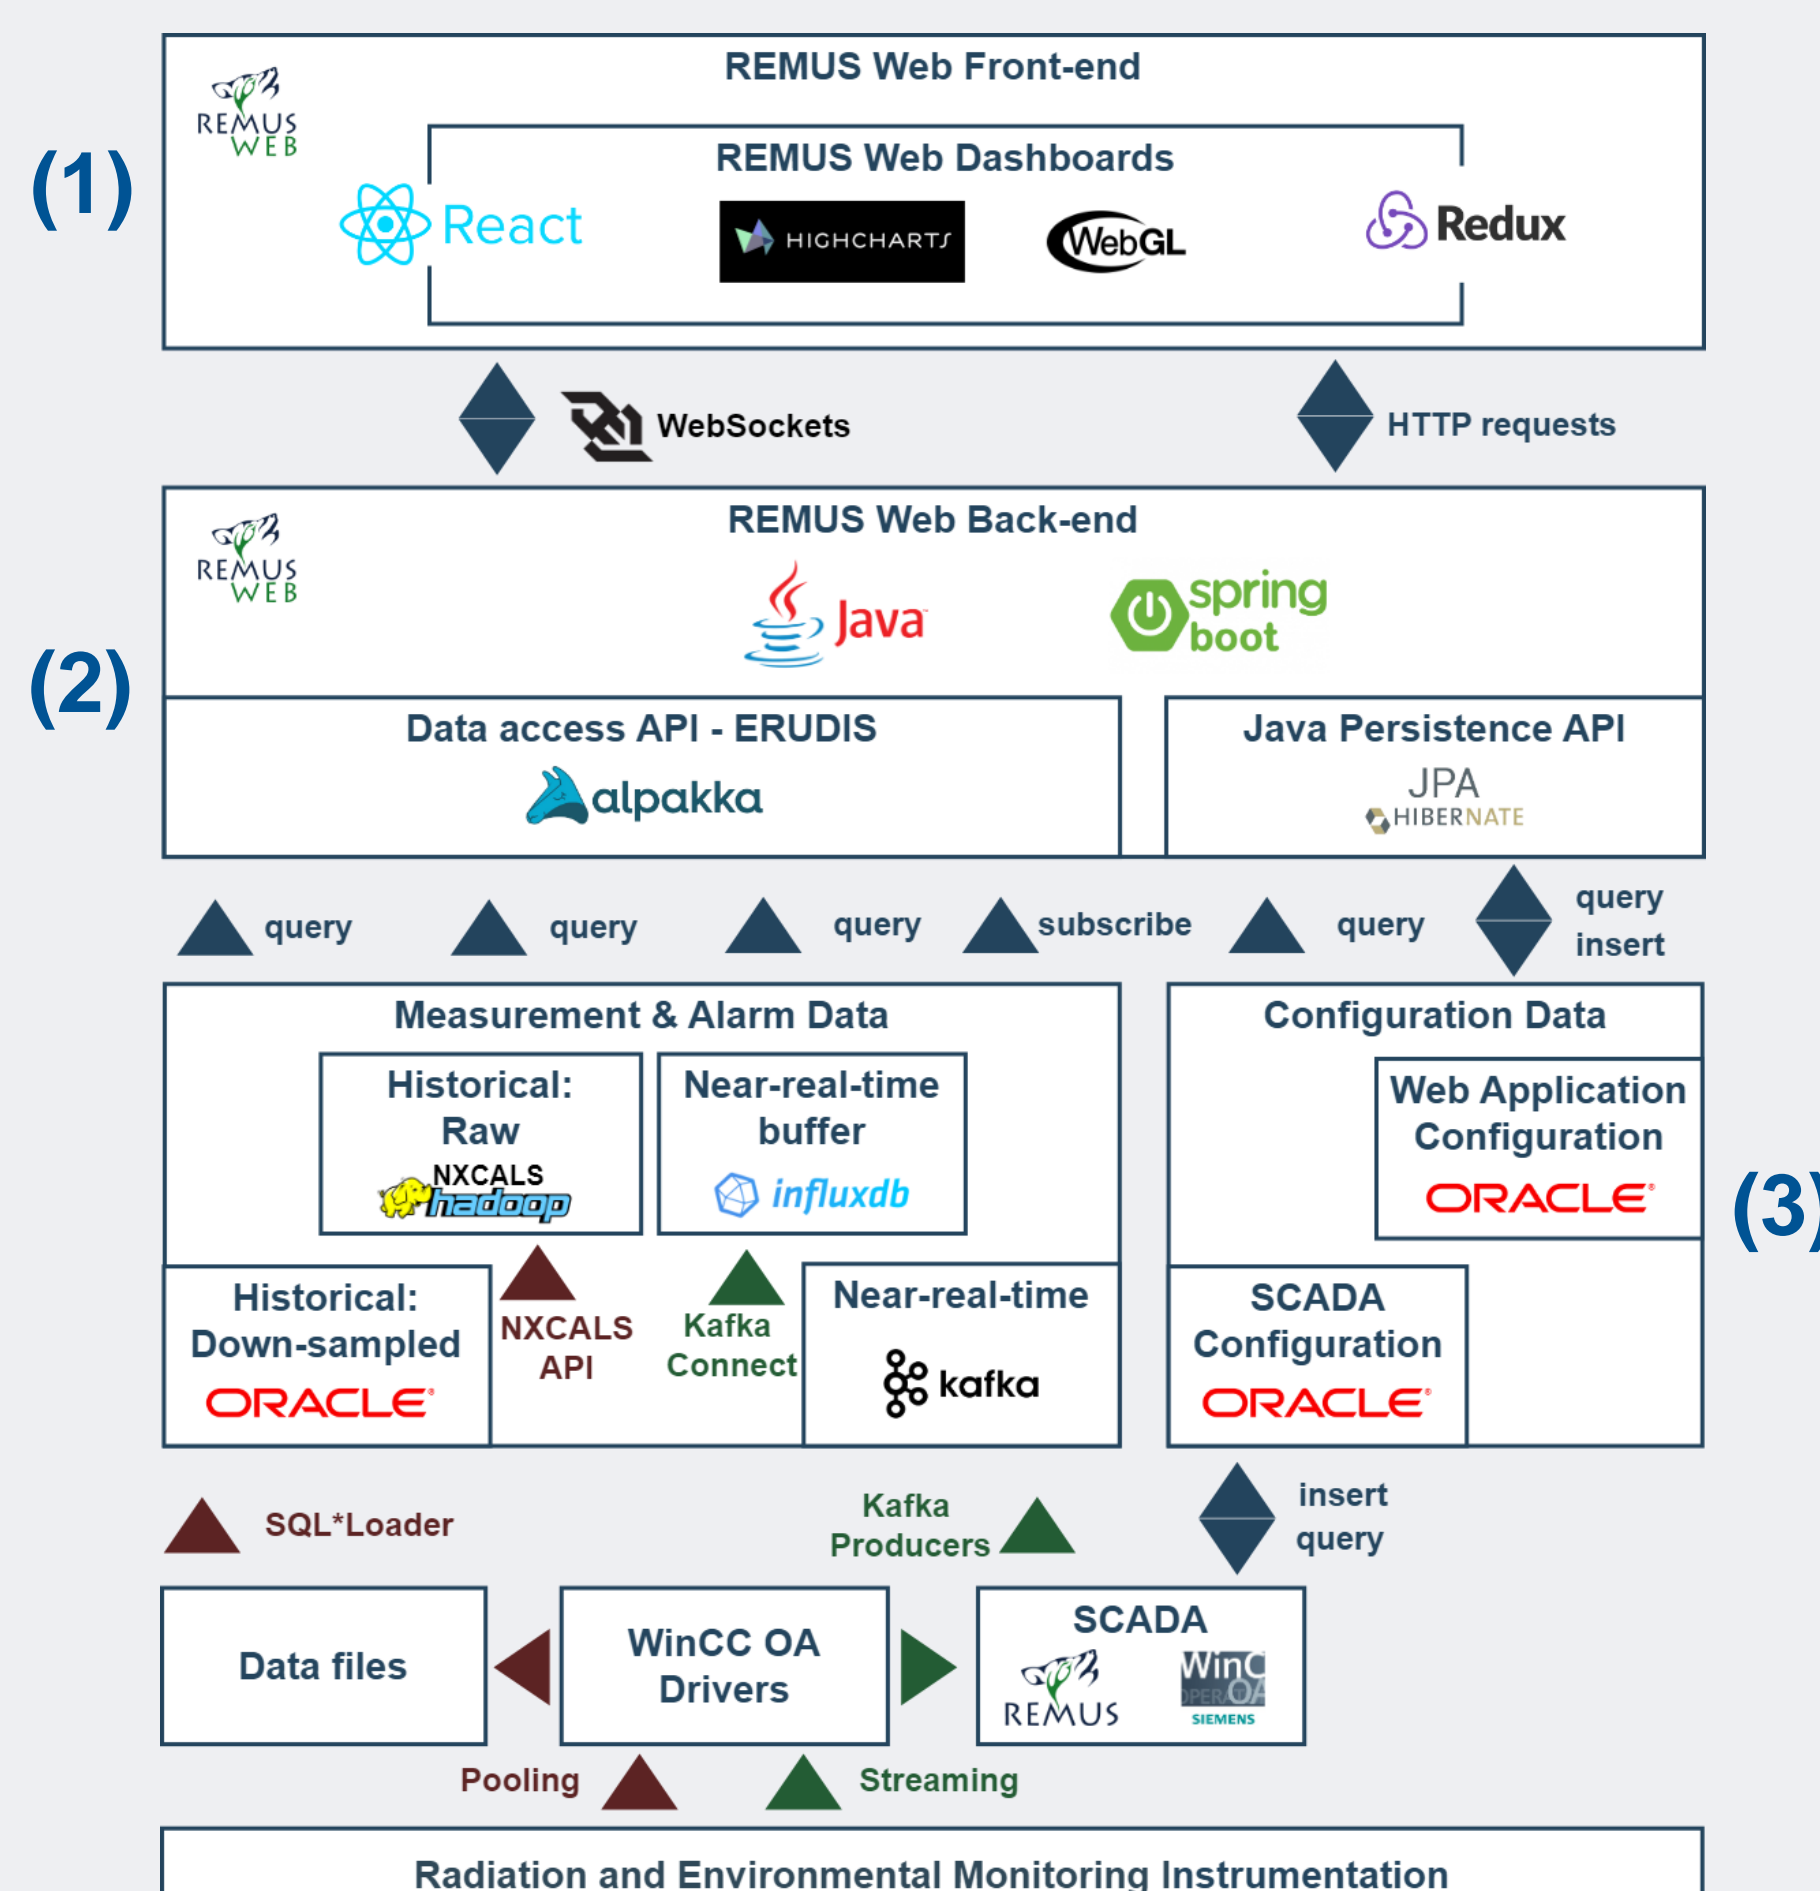 REMUS Web Front-end
REMUS
WEB
(1)
REMUS Web Dashboards
React
HIGHCHARTS
WebGL
Redux
WebSockets
HTTP requests
REMUS Web Back-end
REMUS
WEB
Java
spring
boot
(2)
Data access API - ERUDIS
alpakka
Java Persistence API
JPA
HIBERNATE
query
query
query
subscribe
query
query
insert
Measurement & Alarm Data
Historical:
Raw
NXCALS
hadoop
Near-real-time
buffer
influxdb
Configuration Data
Web Application
Configuration
ORACLE
(3)
Historical:
Down-sampled
ORACLE
NXCALS
API
Kafka
Connect
Near-real-time
kafka
SCADA
Configuration
ORACLE
SQL*Loader
Kafka
Producers
insert
query
Data files
WinCC OA
Drivers
SCADA
REMUS
WinC
OPERAT
OA
SIEMENS
Pooling
Streaming
Radiation and Environmental Monitoring Instrumentation